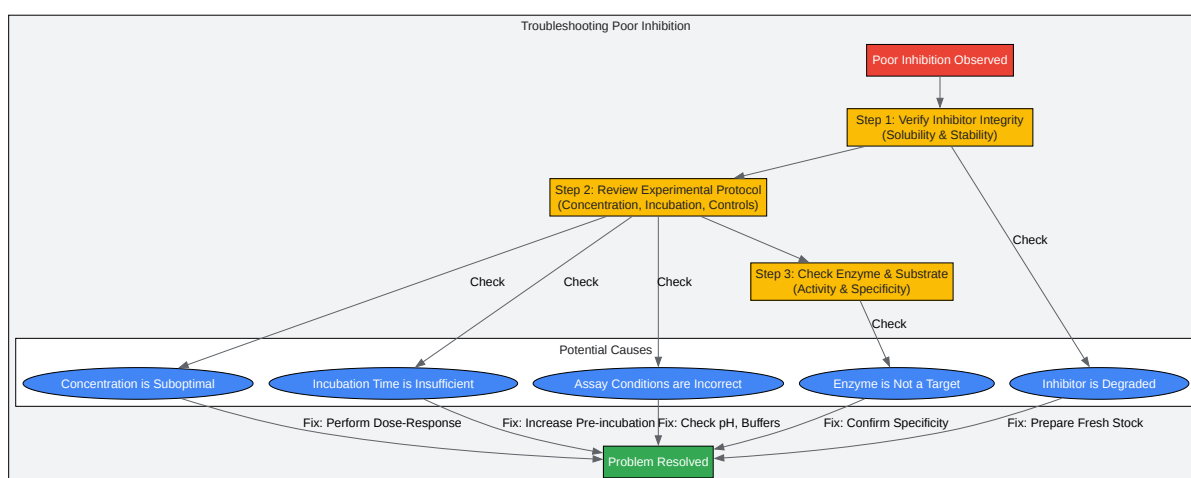 Troubleshooting Poor Inhibition
Poor Inhibition Observed
Step 1: Verify Inhibitor Integrity
(Solubility & Stability)
Step 2: Review Experimental Protocol
(Concentration, Incubation, Controls)
Check
Step 3: Check Enzyme & Substrate
(Activity & Specificity)
Check
Check
Check
Check
Potential Causes
Concentration is Suboptimal
Incubation Time is Insufficient
Assay Conditions are Incorrect
Enzyme is Not a Target
Inhibitor is Degraded
Fix: Perform Dose-Response
Fix: Increase Pre-incubation
Fix: Check pH, Buffers
Fix: Confirm Specificity
Fix: Prepare Fresh Stock
Problem Resolved